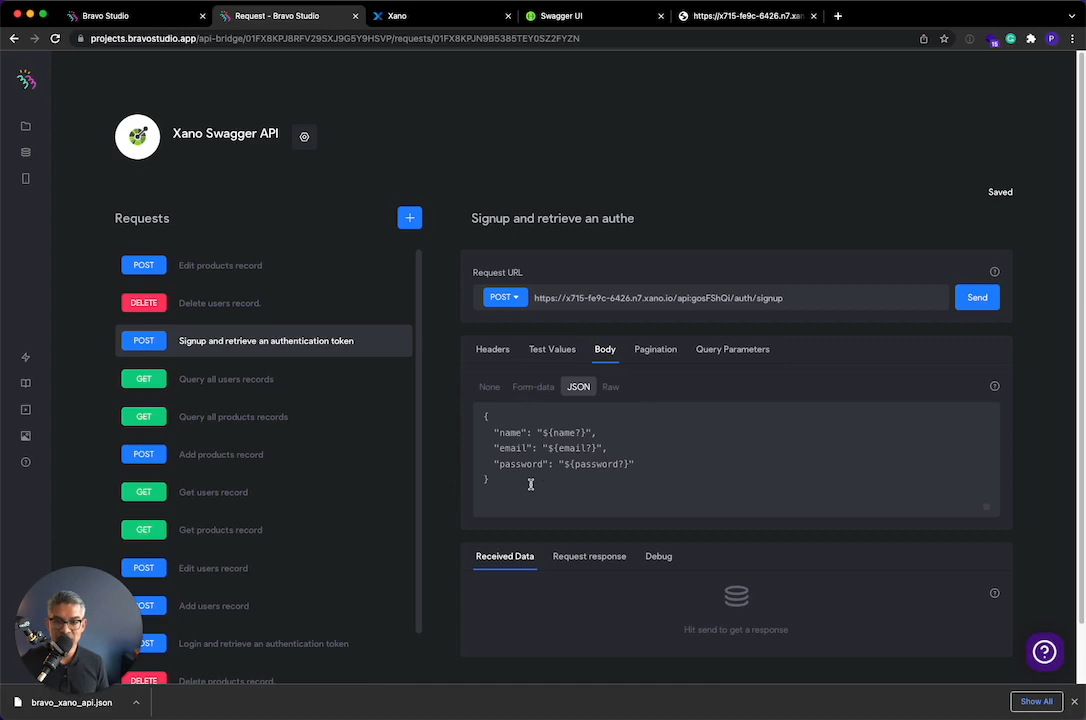 Bravo Studio
Request - Bravo Studio
Xano
Swagger UI
https://x715-fe9c-6426.n7.xan
projects.bravostudio.app/api-bridge/01FX8KPJ8RFV29SXJ9G5Y9HSVP/requests/01FX8KPJN9B5385TEY0SZ2FYZN
15
P
Xano Swagger API
Saved
Requests
Signup and retrieve an authe
POST Edit products record
DELETE Delete users record.
POST Signup and retrieve an authentication token
GET Query all users records
GET Query all products records
POST Add products record
GET Get users record
GET Get products record
POST Edit users record
POST Add users record
POST Login and retrieve an authentication token
DELETE Delete products record.
Request URL
POST https://x715-fe9c-6426.n7.xano.io/api:gosFShQi/auth/signup Send
Headers Test Values Body Pagination Query Parameters
None Form-data JSON Raw
{
"name": "${name?}",
"email": "${email?}",
"password": "${password?}"
}
Received Data Request response Debug
Hit send to get a response
bravo_xano_api.json
Show All